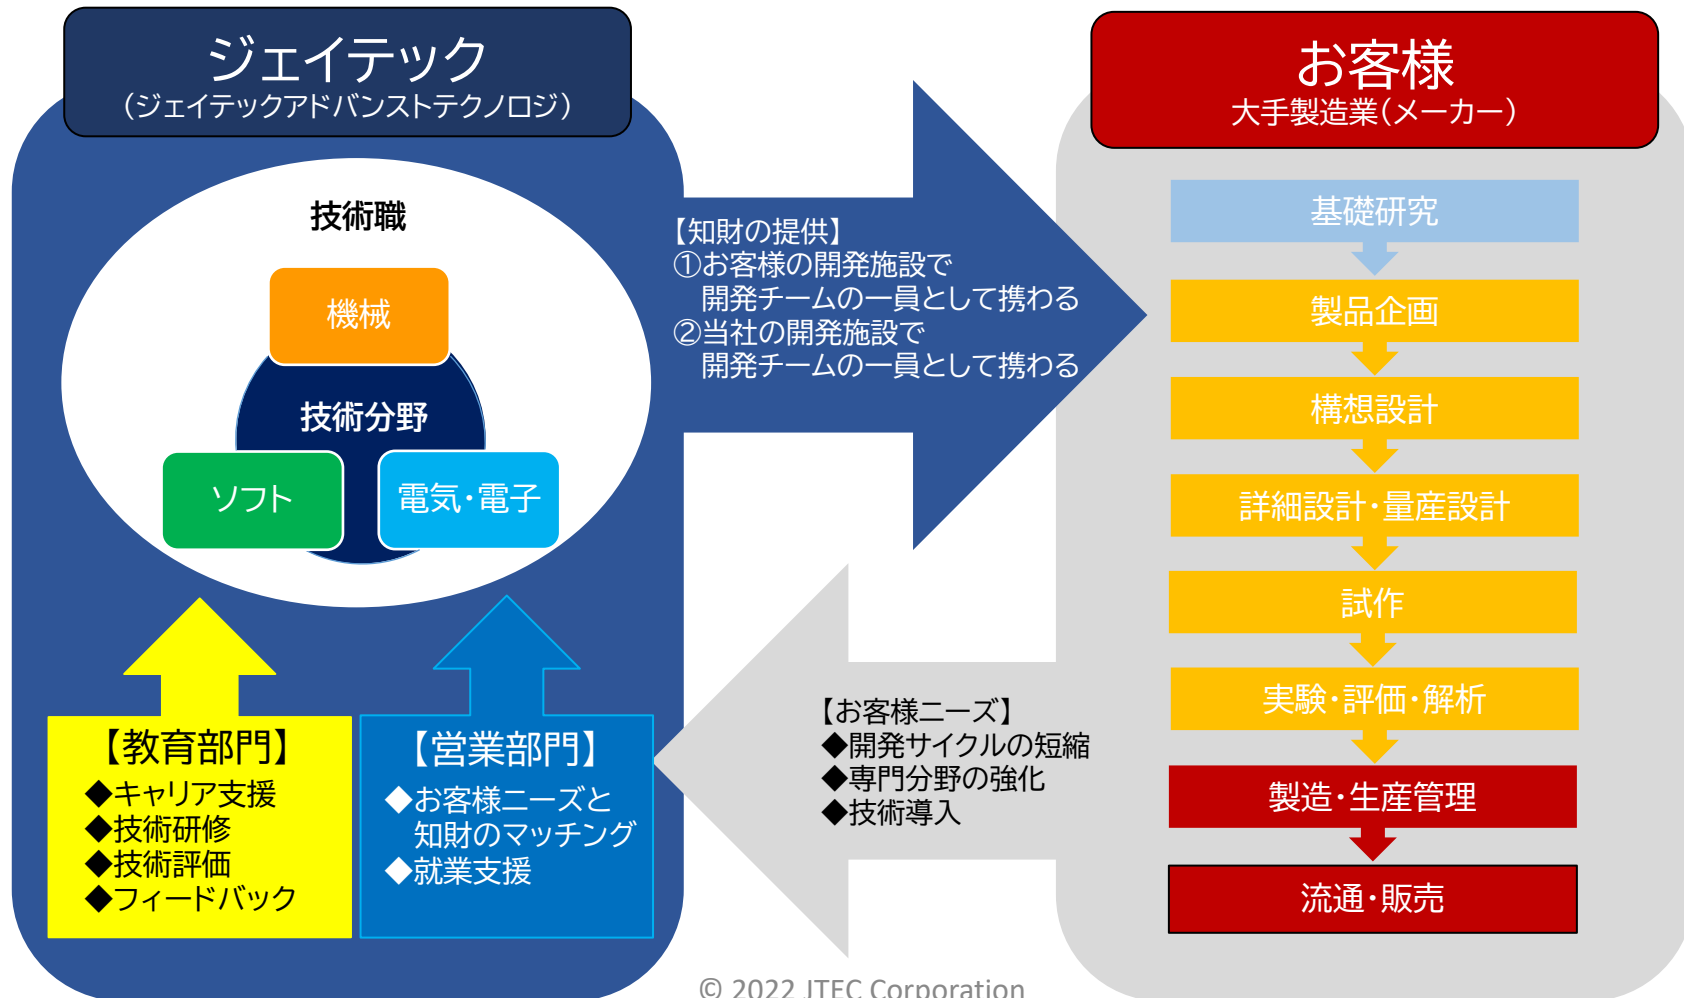 ジェイテック
（ジェイテックアドバンストテクノロジ）
技術職
機械
技術分野
ソフト
電気・電子
【教育部門】
◆キャリア支援
◆技術研修
◆技術評価
◆フィードバック
【営業部門】
◆お客様ニーズと
知財のマッチング
◆就業支援
【知財の提供】
①お客様の開発施設で
開発チームの一員として携わる
②当社の開発施設で
開発チームの一員として携わる
【お客様ニーズ】
◆開発サイクルの短縮
◆専門分野の強化
◆技術導入
お客様
大手製造業（メーカー）
基礎研究
製品企画
構想設計
詳細設計・量産設計
試作
実験・評価・解析
製造・生産管理
流通・販売
© 2022 JTEC Corporation